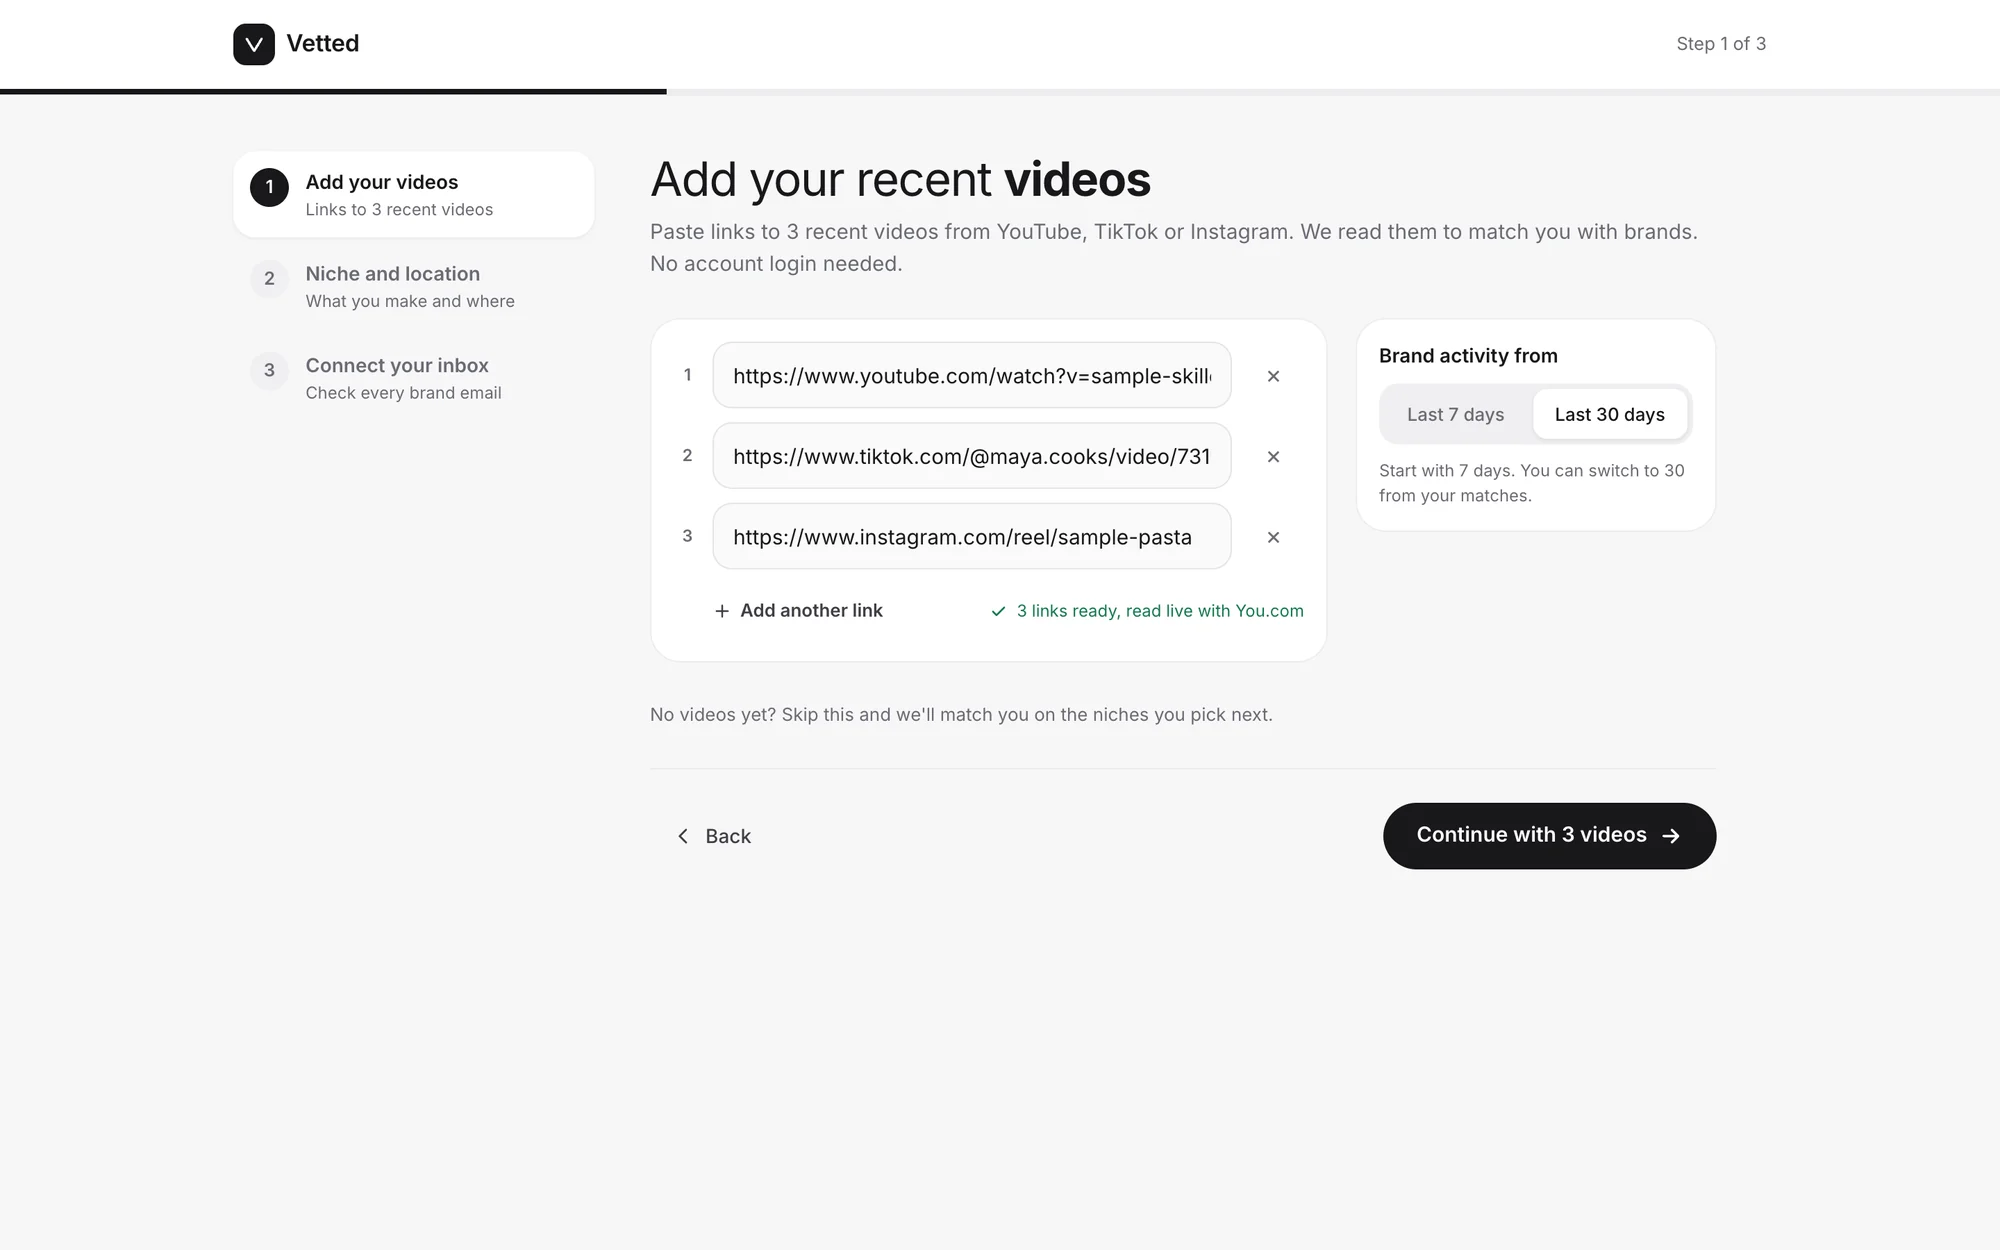 Vetted
Step 1 of 3
1
Add your videos
Links to 3 recent videos
2
Niche and location
What you make and where
3
Connect your inbox
Check every brand email
Add your recent videos
Paste links to 3 recent videos from YouTube, TikTok or Instagram. We read them to match you with brands.
No account login needed.
1
https://www.youtube.com/watch?v=sample-skill
2
https://www.tiktok.com/@maya.cooks/video/731
3
https://www.instagram.com/reel/sample-pasta
Add another link
3 links ready, read live with You.com
Brand activity from
Last 7 days
Last 30 days
Start with 7 days. You can switch to 30
from your matches.
No videos yet? Skip this and we'll match you on the niches you pick next.
Back
Continue with 3 videos